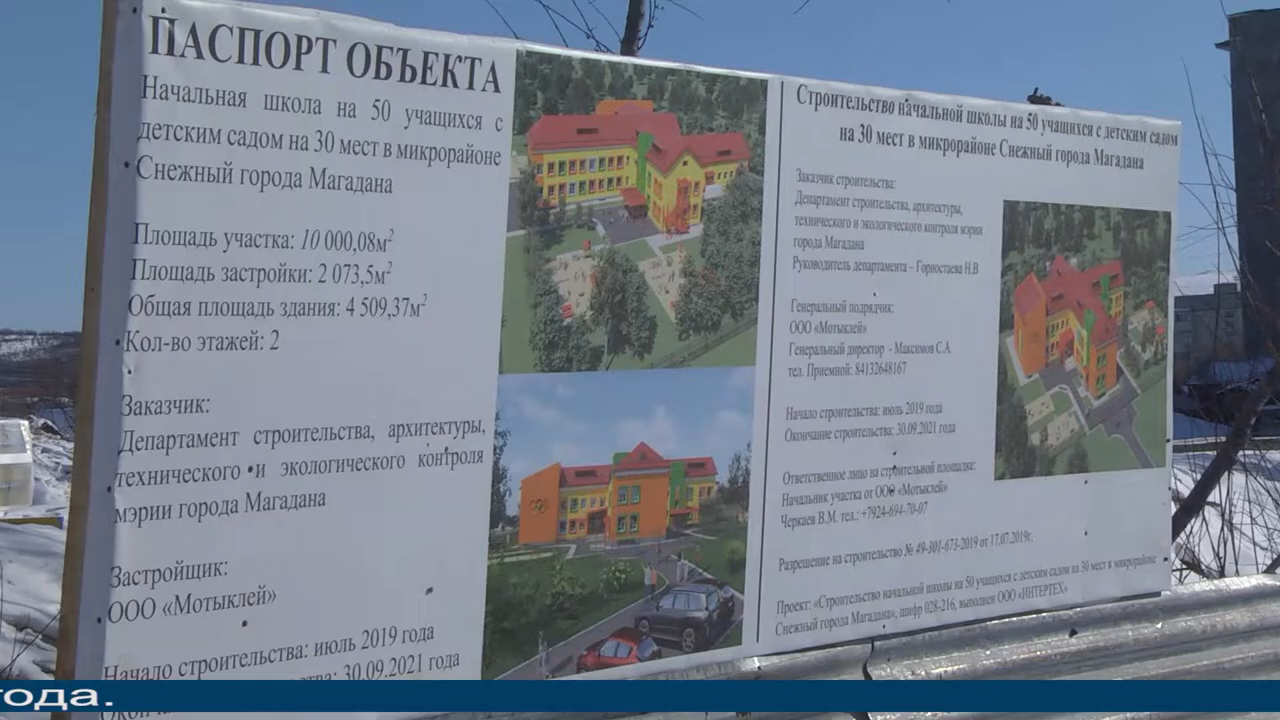 ПАСПОРТ ОБЪЕКТА
Начальная школа на 50 учащихся с
детским садом на 30 мест в микрорайоне
Снежный города Магадана
Площадь участка: 10 000,08м²
Площадь застройки: 2 073,5м²
Общая площадь здания: 4 509,37м²
Кол-во этажей: 2
Заказчик:
Департамент строительства, архитектуры,
технического и экологического контроля
мэрии города Магадана
Застройщик:
ООО «Мотыклей»
Начало строительства: июль 2019 года
30.09.2021 года
Строительство начальной школы на 50 учащихся с детским садом
на 30 мест в микрорайоне Снежный города Магадана
Заказчик строительства:
Департамент строительства, архитектуры,
технического и экологического контроля мэрии
города Магадана
Руководитель департамента – Горностаева Н.В
Генеральный подрядчик:
ООО «Мотыклей»
Генеральный директор - Максимов С.А.
тел. Приемной: 84132648167
Начало строительства: июль 2019 года
Окончание строительства: 30.09.2021 года
Ответственное лицо на строительной площадке:
Начальник участка от ООО «Мотыклей»
Черкаев В.М. тел.: +7924-694-70-07
Разрешение на строительство № 49-301-673-2019 от 17.07.2019г.
Проект: «Строительство начальной школы на 50 учащихся с детским садом на 30 мест в микрорайоне
Снежный города Магадана», шифр 028-216, выполнен ООО «ИНТЕРТЕХ»
года.